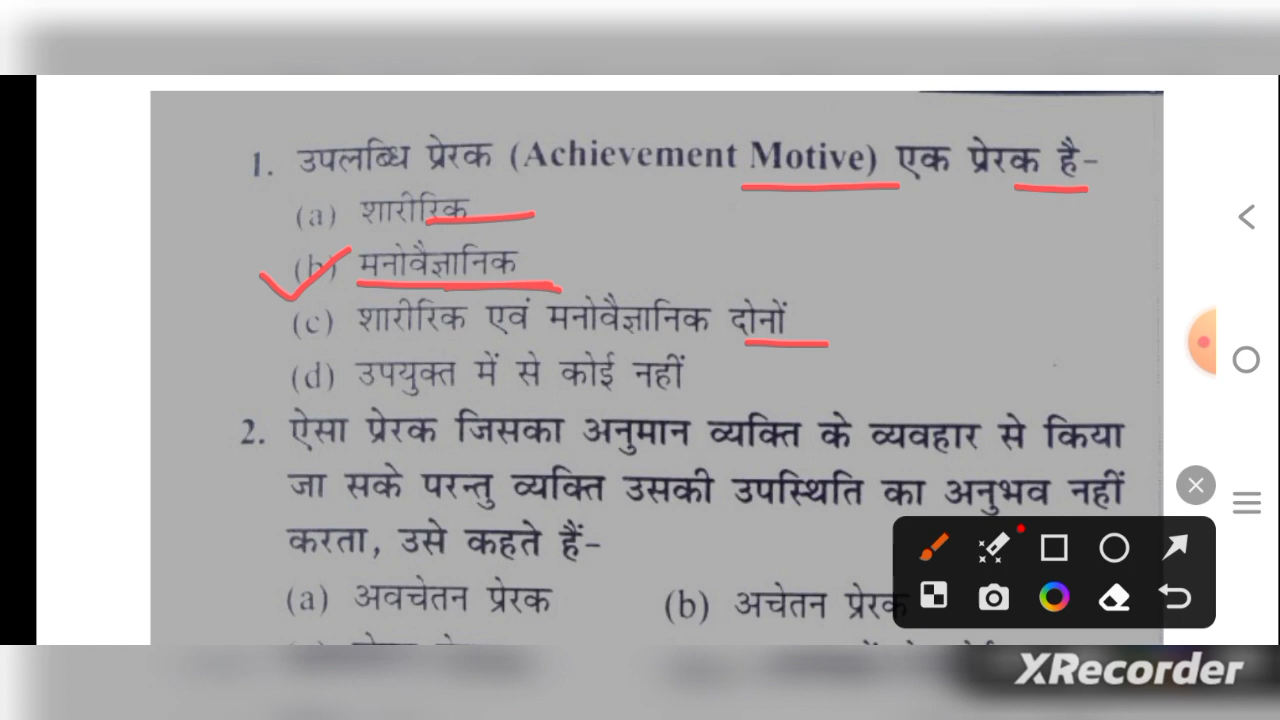 1. उपलब्धि प्रेरक (Achievement Motive) एक प्रेरक है-
(a) शारीरिक
(b) मनोवैज्ञानिक
(c) शारीरिक एवं मनोवैज्ञानिक दोनों
(d) उपयुक्त में से कोई नहीं
2. ऐसा प्रेरक जिसका अनुमान व्यक्ति के व्यवहार से किया
जा सके परन्तु व्यक्ति उसकी उपस्थिति का अनुभव नहीं
करता, उसे कहते हैं-
(a) अवचेतन प्रेरक (b) अचेतन प्रेरक
XRecorder